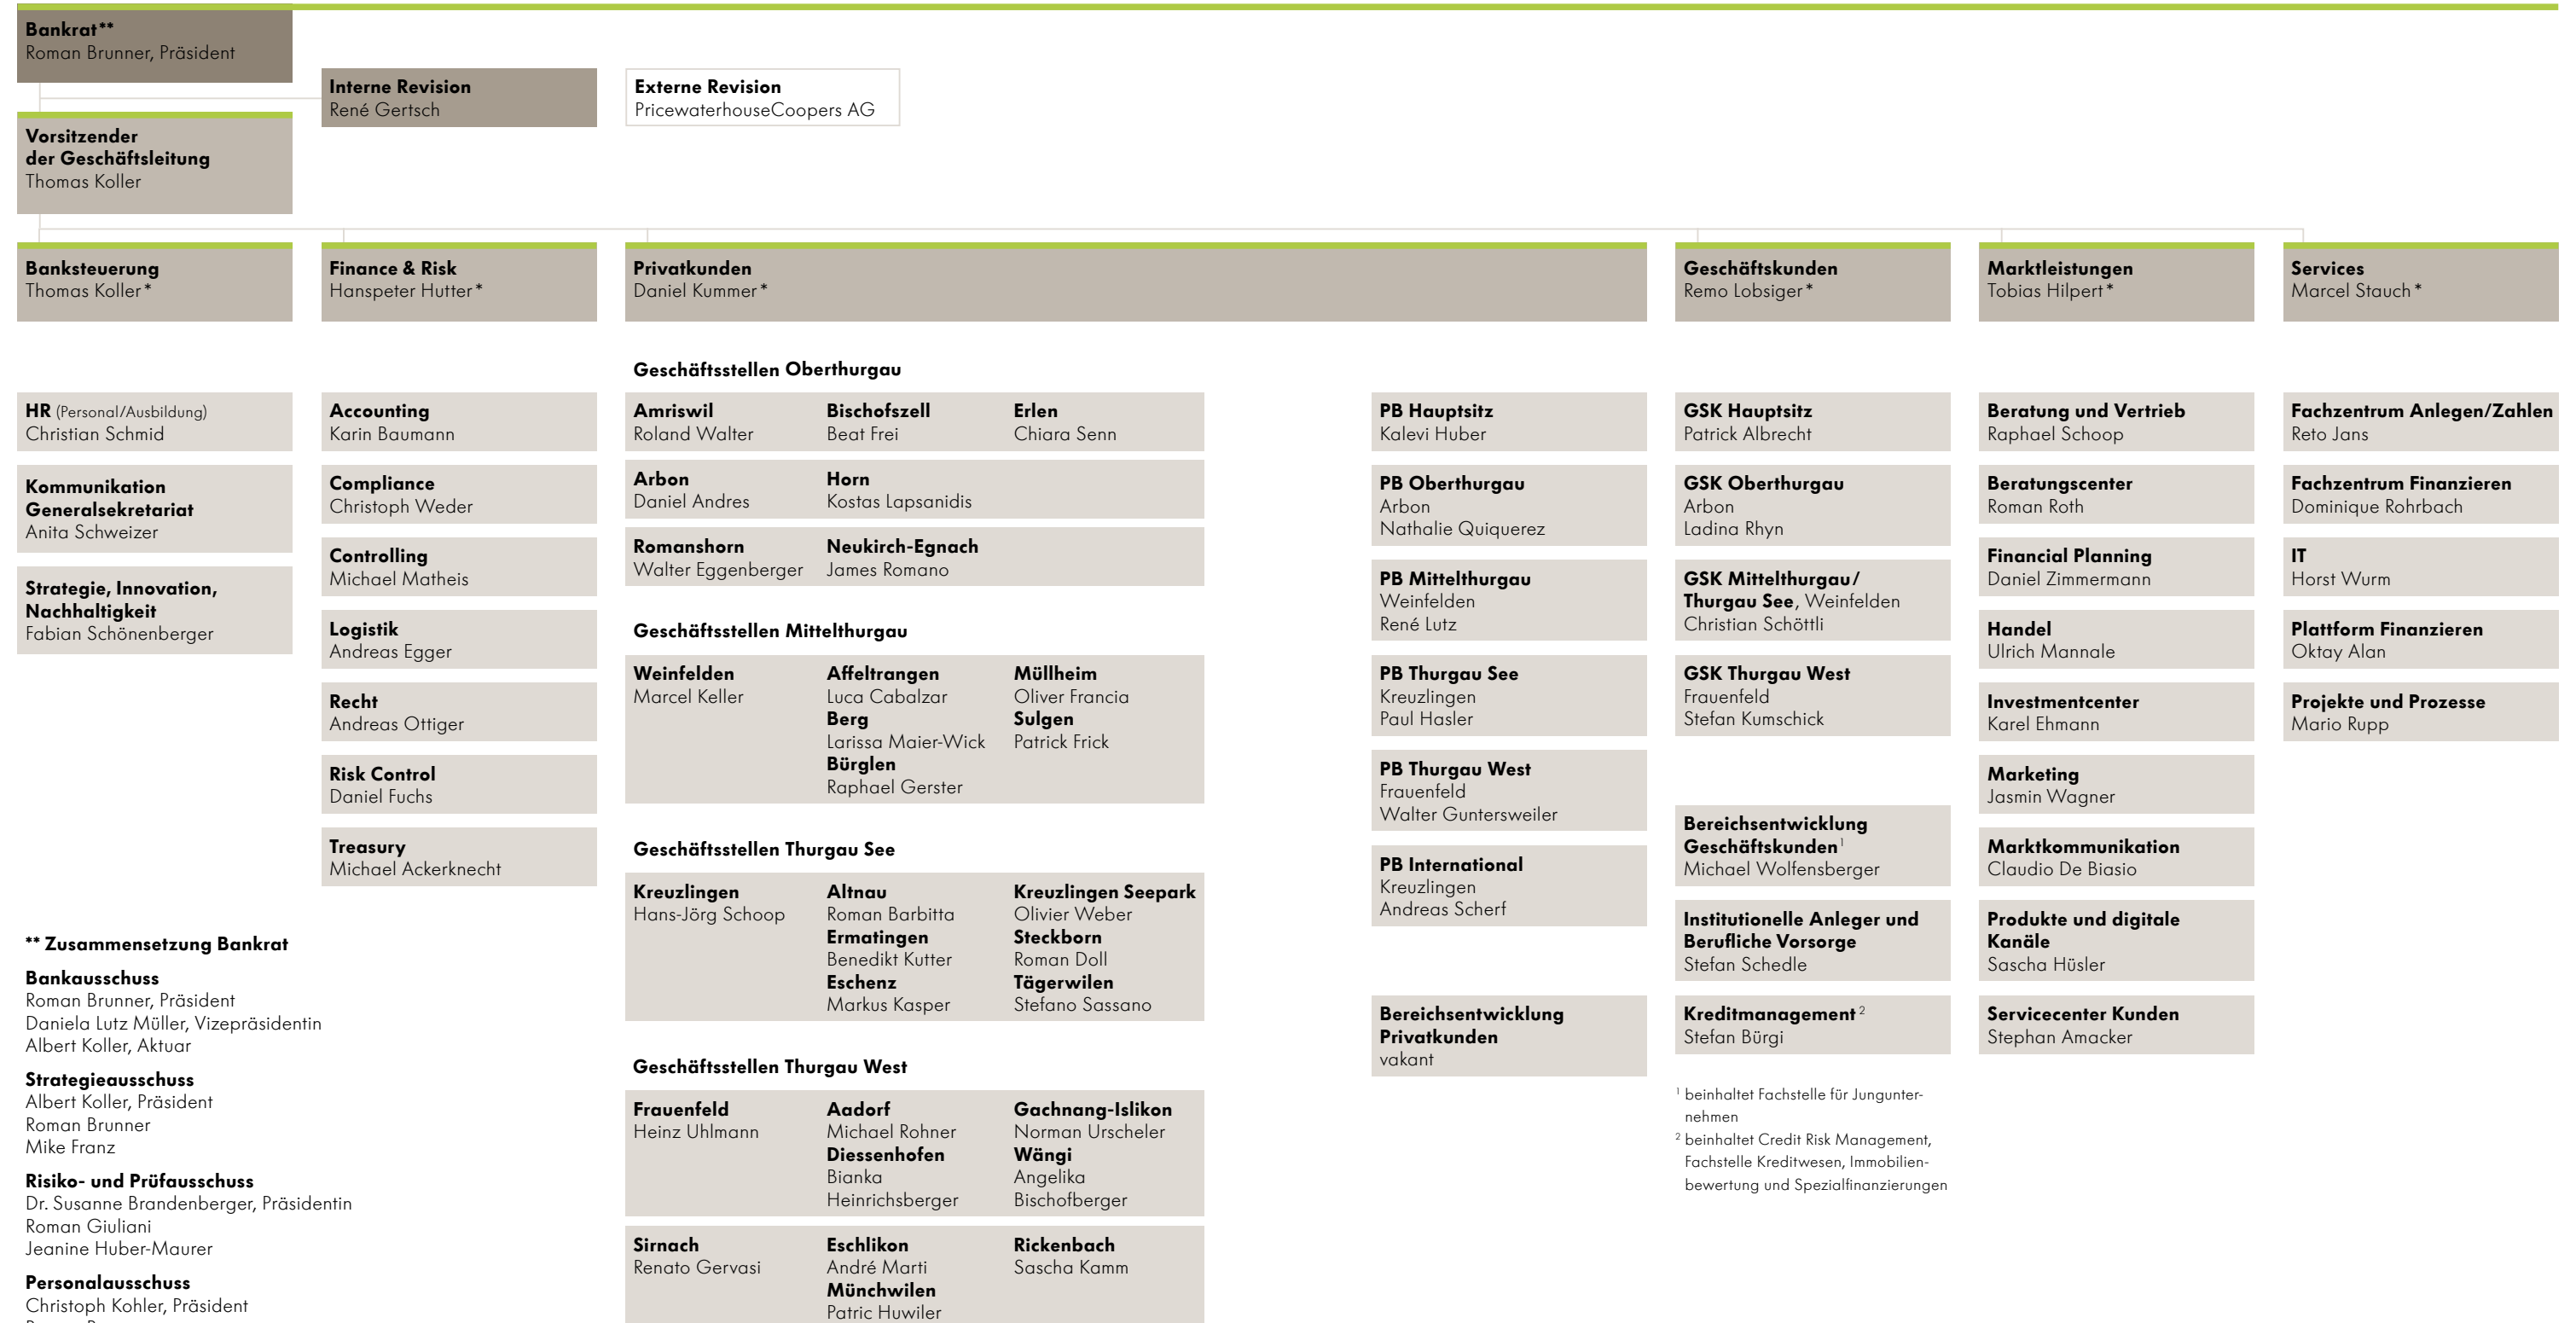 Bankrat**
Roman Brunner, Präsident
Interne Revision
René Gertsch
Externe Revision
PricewaterhouseCoopers AG
Vorsitzender
der Geschäftsleitung
Thomas Koller
Banksteuerung
Thomas Koller*
Finance & Risk
Hanspeter Hutter*
Privatkunden
Daniel Kummer*
Geschäftskunden
Remo Lobsiger*
Marktleistungen
Tobias Hilpert*
Services
Marcel Stauch*
HR (Personal/Ausbildung)
Christian Schmid
Kommunikation
Generalsekretariat
Anita Schweizer
Strategie, Innovation,
Nachhaltigkeit
Fabian Schönenberger
Accounting
Karin Baumann
Compliance
Christoph Weder
Controlling
Michael Matheis
Logistik
Andreas Egger
Recht
Andreas Ottiger
Risk Control
Daniel Fuchs
Treasury
Michael Ackerknecht
Geschäftsstellen Oberthurgau
Amriswil
Roland Walter
Bischofszell
Beat Frei
Erlen
Chiara Senn
Arbon
Daniel Andres
Horn
Kostas Lapsanidis
Romanshorn
Walter Eggenberger
Neukirch-Egnach
James Romano
Geschäftsstellen Mittelthurgau
Weinfelden
Marcel Keller
Affeltrangen
Luca Cabalzar
Berg
Larissa Maier-Wick
Bürglen
Raphael Gerster
Müllheim
Oliver Francia
Sulgen
Patrick Frick
Geschäftsstellen Thurgau See
Kreuzlingen
Hans-Jörg Schoop
Altnau
Roman Barbitta
Ermatingen
Benedikt Kutter
Eschenz
Markus Kasper
Kreuzlingen Seepark
Olivier Weber
Steckborn
Roman Doll
Tägerwilen
Stefano Sassano
Geschäftsstellen Thurgau West
Frauenfeld
Heinz Uhlmann
Aadorf
Michael Rohner
Diessenhofen
Bianka
Heinrichsberger
Gachnang-Islikon
Norman Urscheler
Wängi
Angelika
Bischofberger
Sirnach
Renato Gervasi
Eschlikon
André Marti
Münchwilen
Patric Huwiler
Rickenbach
Sascha Kamm
PB Hauptsitz
Kalevi Huber
PB Oberthurgau
Arbon
Nathalie Quiquerez
PB Mittelthurgau
Weinfelden
René Lutz
PB Thurgau See
Kreuzlingen
Paul Hasler
PB Thurgau West
Frauenfeld
Walter Guntersweiler
PB International
Kreuzlingen
Andreas Scherf
Bereichsentwicklung
Privatkunden
vakant
GSK Hauptsitz
Patrick Albrecht
GSK Oberthurgau
Arbon
Ladina Rhyn
GSK Mittelthurgau/
Thurgau See, Weinfelden
Christian Schöttli
GSK Thurgau West
Frauenfeld
Stefan Kumschick
Bereichsentwicklung
Geschäftskunden¹
Michael Wolfensberger
Institutionelle Anleger und
Berufliche Vorsorge
Stefan Schedle
Kreditmanagement²
Stefan Bürgi
¹ beinhaltet Fachstelle für Jungunter-
nehmen
² beinhaltet Credit Risk Management,
Fachstelle Kreditwesen, Immobilien-
bewertung und Spezialfinanzierungen
Beratung und Vertrieb
Raphael Schoop
Beratungscenter
Roman Roth
Financial Planning
Daniel Zimmermann
Handel
Ulrich Mannale
Investmentcenter
Karel Ehmann
Marketing
Jasmin Wagner
Marktkommunikation
Claudio De Biasio
Produkte und digitale
Kanäle
Sascha Hüsler
Servicecenter Kunden
Stephan Amacker
Fachzentrum Anlegen/Zahlen
Reto Jans
Fachzentrum Finanzieren
Dominique Rohrbach
IT
Horst Wurm
Plattform Finanzieren
Oktay Alan
Projekte und Prozesse
Mario Rupp
** Zusammensetzung Bankrat
Bankausschuss
Roman Brunner, Präsident
Daniela Lutz Müller, Vizepräsidentin
Albert Koller, Aktuar
Strategieausschuss
Albert Koller, Präsident
Roman Brunner
Mike Franz
Risiko- und Prüfausschuss
Dr. Susanne Brandenberger, Präsidentin
Roman Giuliani
Jeanine Huber-Maurer
Personalausschuss
Christoph Kohler, Präsident